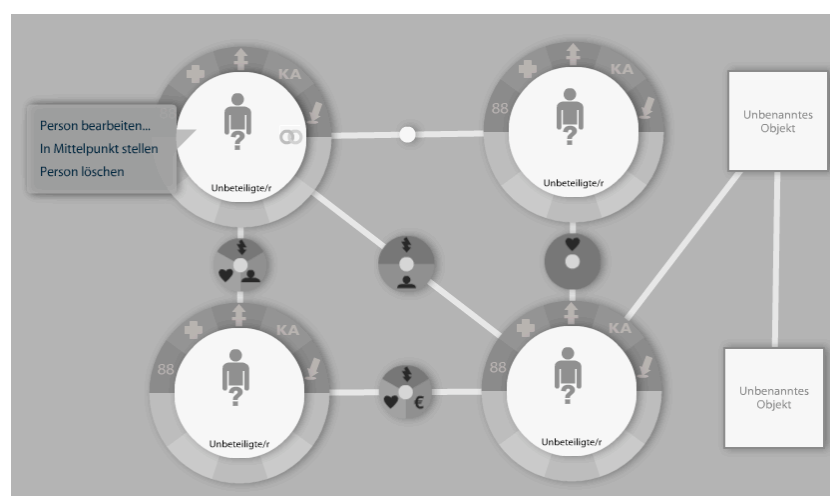 KA
88
Person bearbeiten...
In Mittelpunkt stellen
Person löschen
Unbeteiligte/r
KA
88
Unbeteiligte/r
Unbenanntes
Objekt
KA
88
Unbeteiligte/r
€
KA
88
Unbeteiligte/r
Unbenanntes
Objekt